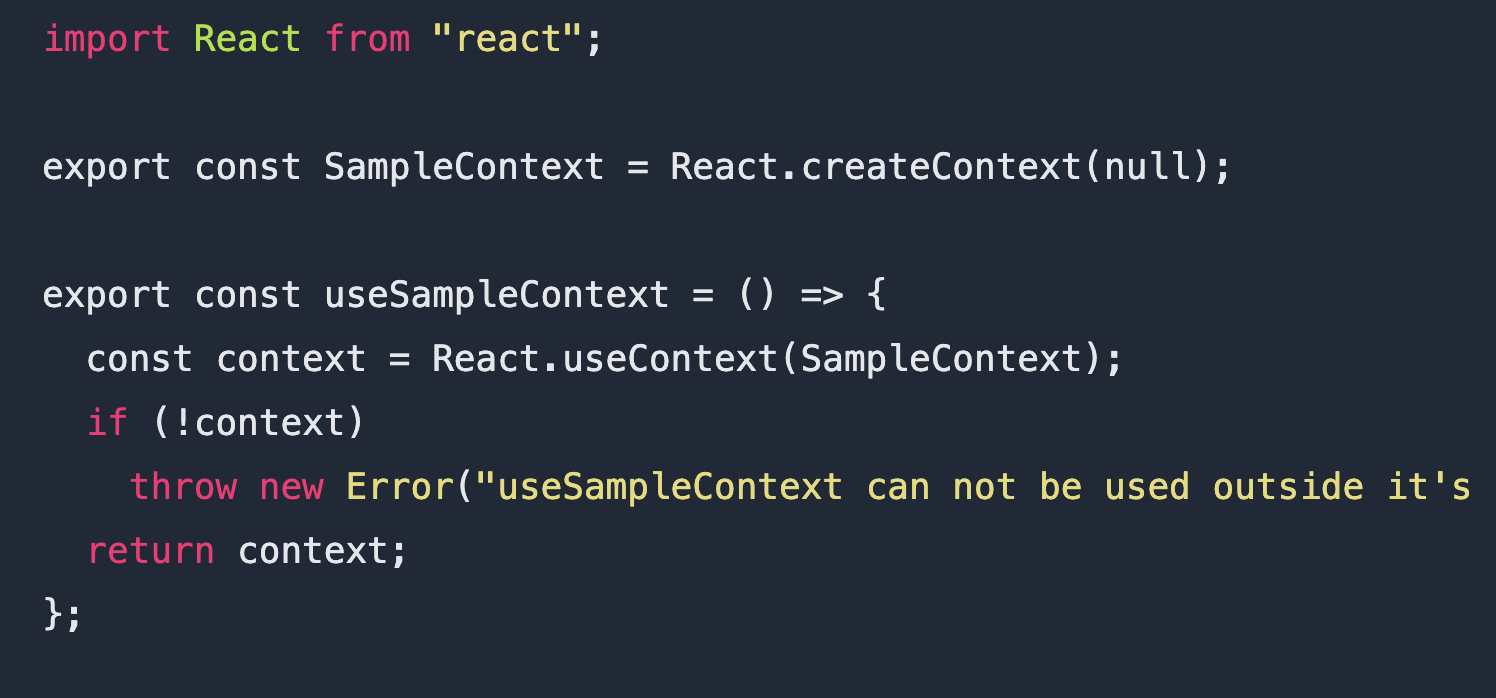 import React from "react";
export const SampleContext = React.createContext(null);
export const useSampleContext = () => {
  const context = React.useContext(SampleContext);
  if (!context)
    throw new Error("useSampleContext can not be used outside it's
  return context;
};